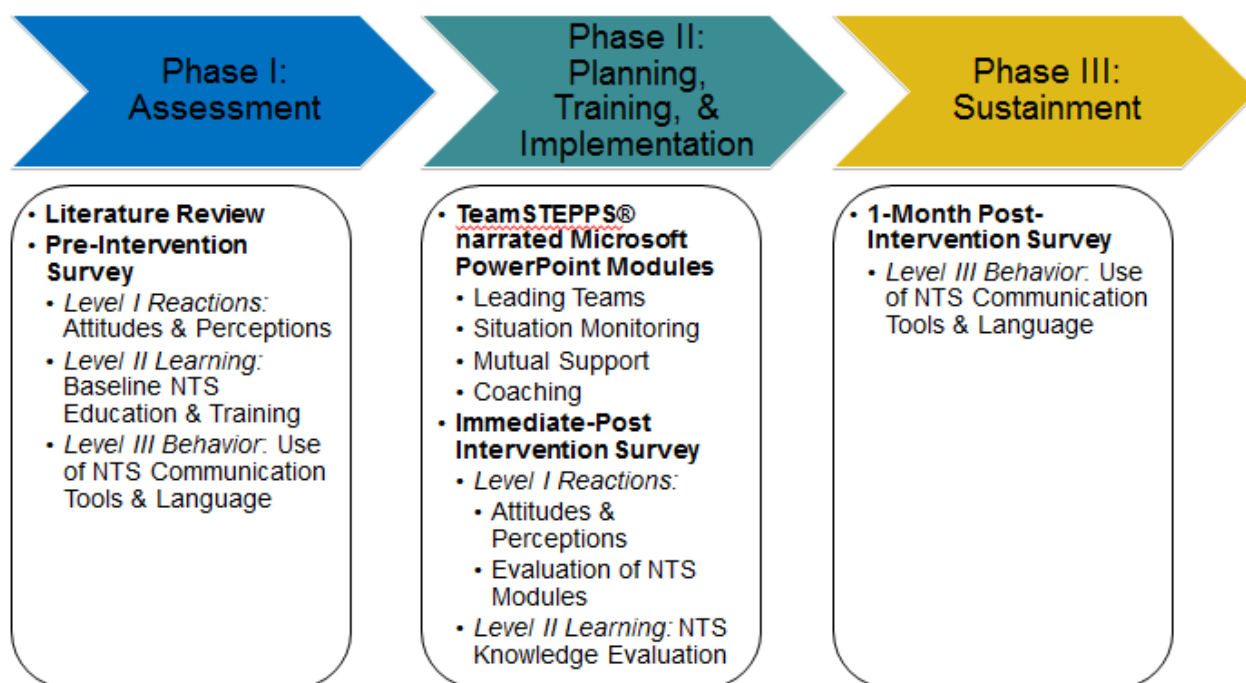 Phase I:
Assessment
Phase II:
Planning,
Training, &
Implementation
Phase III:
Sustainment
• Literature Review
• Pre-Intervention
Survey
• Level I Reactions:
Attitudes & Perceptions
• Level II Learning:
Baseline NTS
Education & Training
• Level III Behavior: Use
of NTS Communication
Tools & Language
• TeamSTEPPS®
narrated Microsoft
PowerPoint Modules
• Leading Teams
• Situation Monitoring
• Mutual Support
• Coaching
• Immediate-Post
Intervention Survey
• Level I Reactions:
• Attitudes &
Perceptions
• Evaluation of NTS
Modules
• Level II Learning: NTS
Knowledge Evaluation
• 1-Month Post-
Intervention Survey
• Level III Behavior: Use
of NTS Communication
Tools & Language